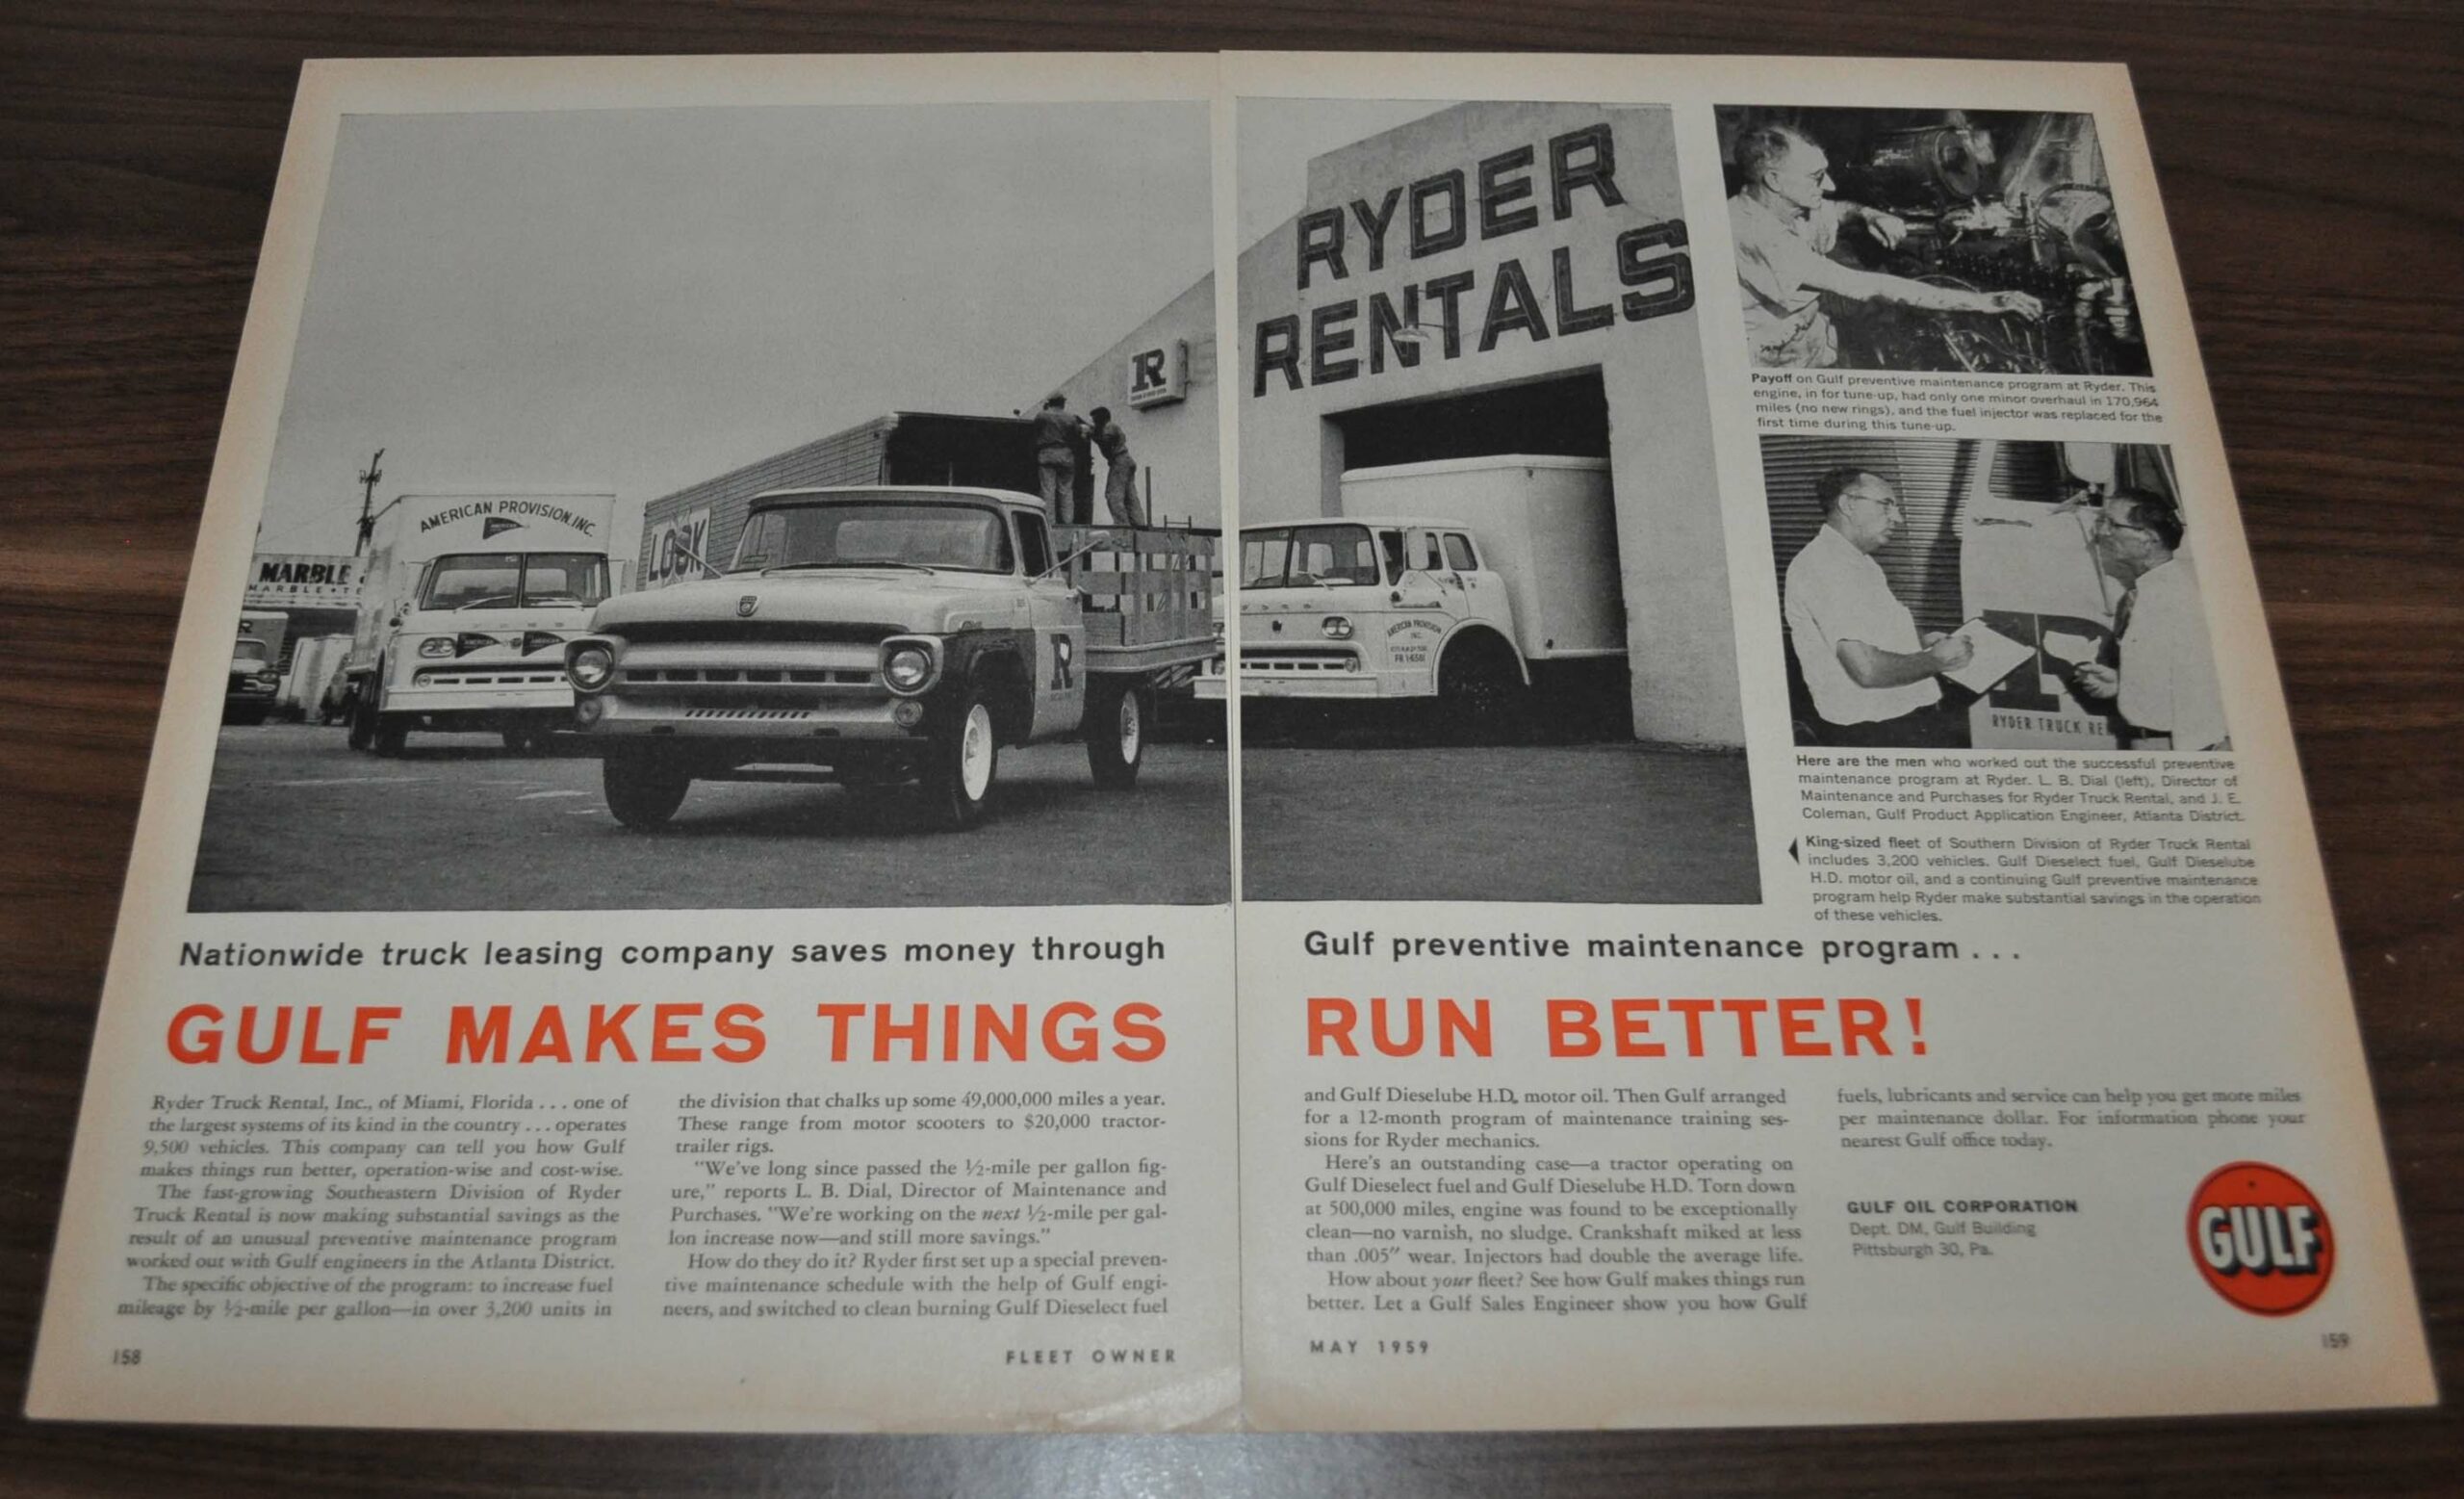 RYDER
RENTALS
R
AMERICAN PROVISION, INC.
LOOK
MARBLE
MARBLE
FORD
AMERICAN
AMERICAN
R
R
FORD
AMERICAN PROVISION
INC.
RYDER TRUCK RE
Payoff on Gulf preventive maintenance program at Ryder. This
engine, in for tune-up, had only one minor overhaul in 170,964
miles (no new rings), and the fuel injector was replaced for the
first time during this tune-up.
Here are the men who worked out the successful preventive
maintenance program at Ryder. L. B. Dial (left), Director of
Maintenance and Purchases for Ryder Truck Rental, and J. E.
Coleman, Gulf Product Application Engineer, Atlanta District.
King-sized fleet of Southern Division of Ryder Truck Rental
includes 3,200 vehicles. Gulf Dieselect fuel, Gulf Dieselube
H.D. motor oil, and a continuing Gulf preventive maintenance
program help Ryder make substantial savings in the operation
of these vehicles.
Nationwide truck leasing company saves money through
Gulf preventive maintenance program . . .
GULF MAKES THINGS
RUN BETTER!
Ryder Truck Rental, Inc., of Miami, Florida . . . one of
the largest systems of its kind in the country . . . operates
9,500 vehicles. This company can tell you how Gulf
makes things run better, operation-wise and cost-wise.
The fast-growing Southeastern Division of Ryder
Truck Rental is now making substantial savings as the
result of an unusual preventive maintenance program
worked out with Gulf engineers in the Atlanta District.
The specific objective of the program: to increase fuel
mileage by ½-mile per gallon—in over 3,200 units in
the division that chalks up some 49,000,000 miles a year.
These range from motor scooters to $20,000 tractor-
trailer rigs.
"We've long since passed the ½-mile per gallon fig-
ure," reports L. B. Dial, Director of Maintenance and
Purchases. "We're working on the next ½-mile per gal-
lon increase now—and still more savings."
How do they do it? Ryder first set up a special preven-
tive maintenance schedule with the help of Gulf engi-
neers, and switched to clean burning Gulf Dieselect fuel
and Gulf Dieselube H.D. motor oil. Then Gulf arranged
for a 12-month program of maintenance training ses-
sions for Ryder mechanics.
Here's an outstanding case—a tractor operating on
Gulf Dieselect fuel and Gulf Dieselube H.D. Torn down
at 500,000 miles, engine was found to be exceptionally
clean—no varnish, no sludge. Crankshaft miked at less
than .005″ wear. Injectors had double the average life.
How about your fleet? See how Gulf makes things run
better. Let a Gulf Sales Engineer show you how Gulf
fuels, lubricants and service can help you get more miles
per maintenance dollar. For information phone your
nearest Gulf office today.
GULF OIL CORPORATION
Dept. DM, Gulf Building
Pittsburgh 30, Pa.
GULF
158
FLEET OWNER
MAY 1959
159